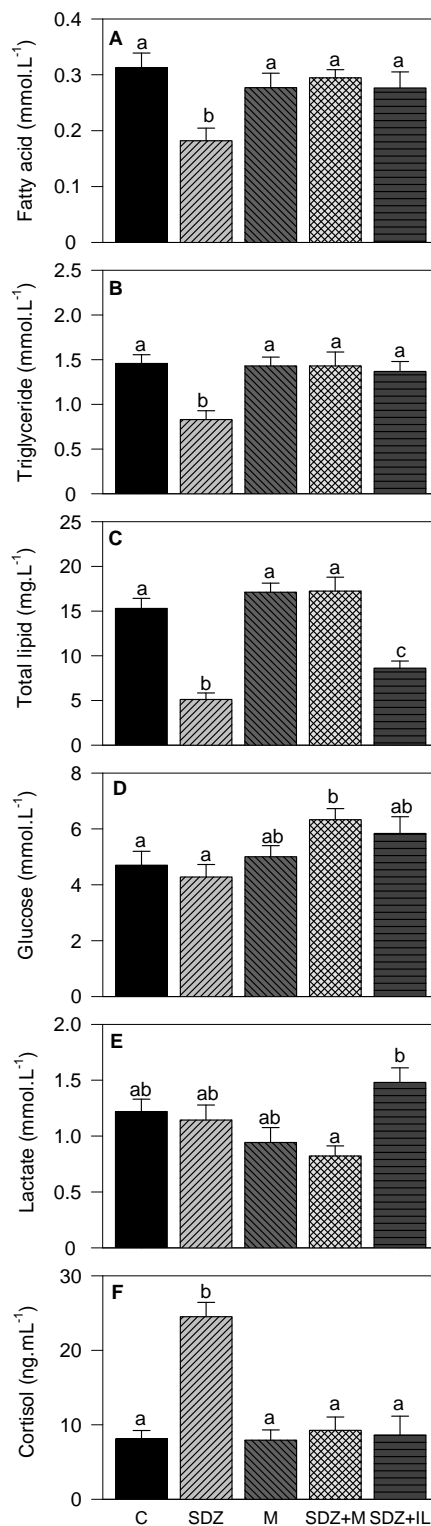 A
Fatty acid (mmol.L⁻¹)
0.4
0.3
0.2
0.1
0
a b a a a
B
Triglyceride (mmol.L⁻¹)
2.5
2.0
1.5
1.0
0.5
0
a b a a a
C
Total lipid (mg.L⁻¹)
25
20
15
10
5
0
a b a a c
D
Glucose (mmol.L⁻¹)
8
6
4
2
0
a a ab b ab
E
Lactate (mmol.L⁻¹)
2.0
1.5
1.0
0.5
0
ab ab ab a b
F
Cortisol (ng.mL⁻¹)
30
20
10
0
a b a a a
C SDZ M SDZ+M SDZ+IL